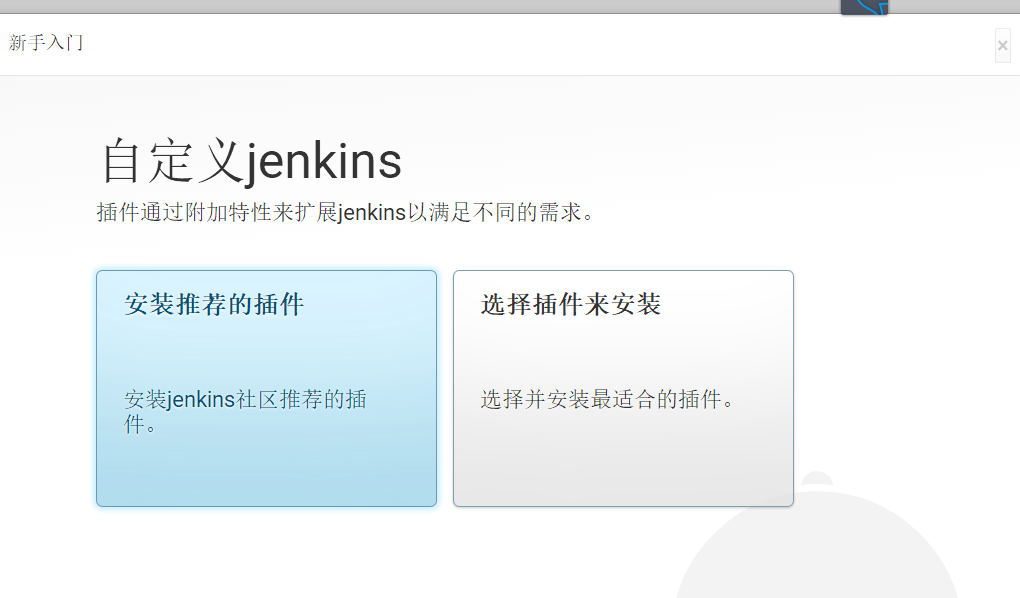 新手入门
×
自定义jenkins
插件通过附加特性来扩展jenkins以满足不同的需求。
安装推荐的插件
选择插件来安装
安装jenkins社区推荐的插
件。
选择并安装最适合的插件。